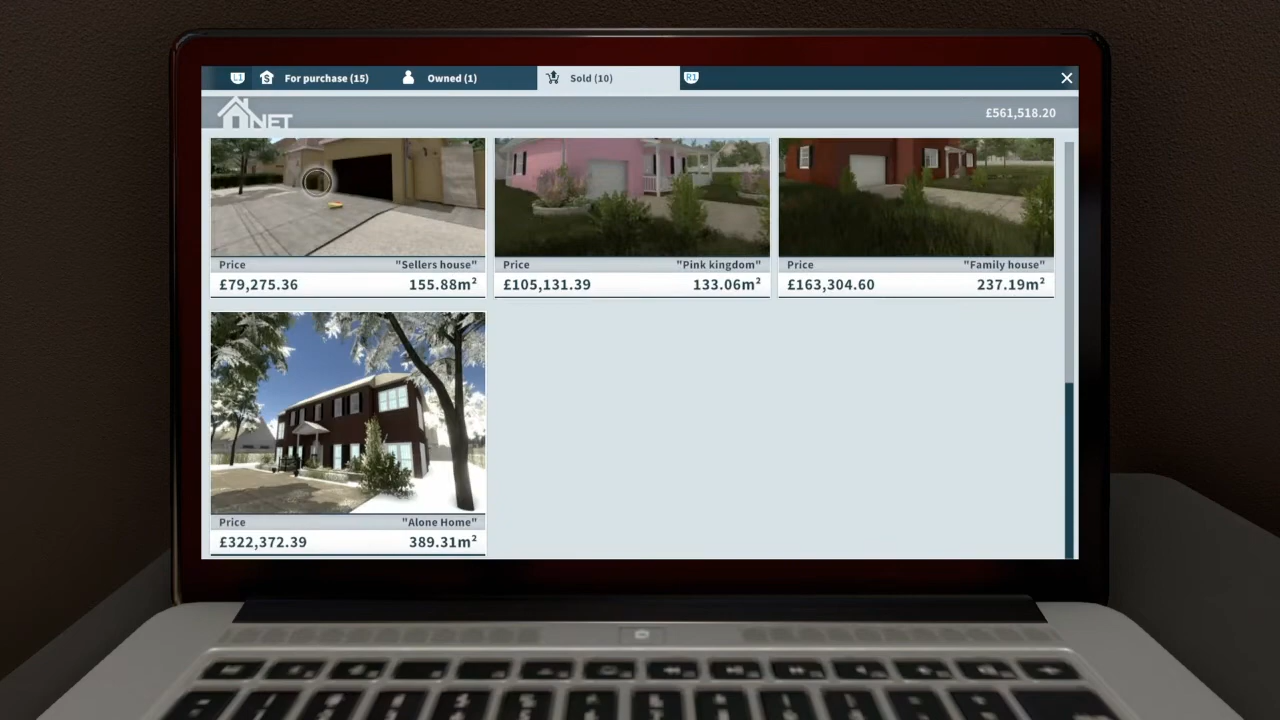 L1 For purchase (15) Owned (1) Sold (10) R1
NET £561,518.20
Price "Sellers house"
£79,275.36 155.88m²
Price "Pink kingdom"
£105,131.39 133.06m²
Price "Family house"
£163,304.60 237.19m²
Price "Alone Home"
£322,372.39 389.31m²